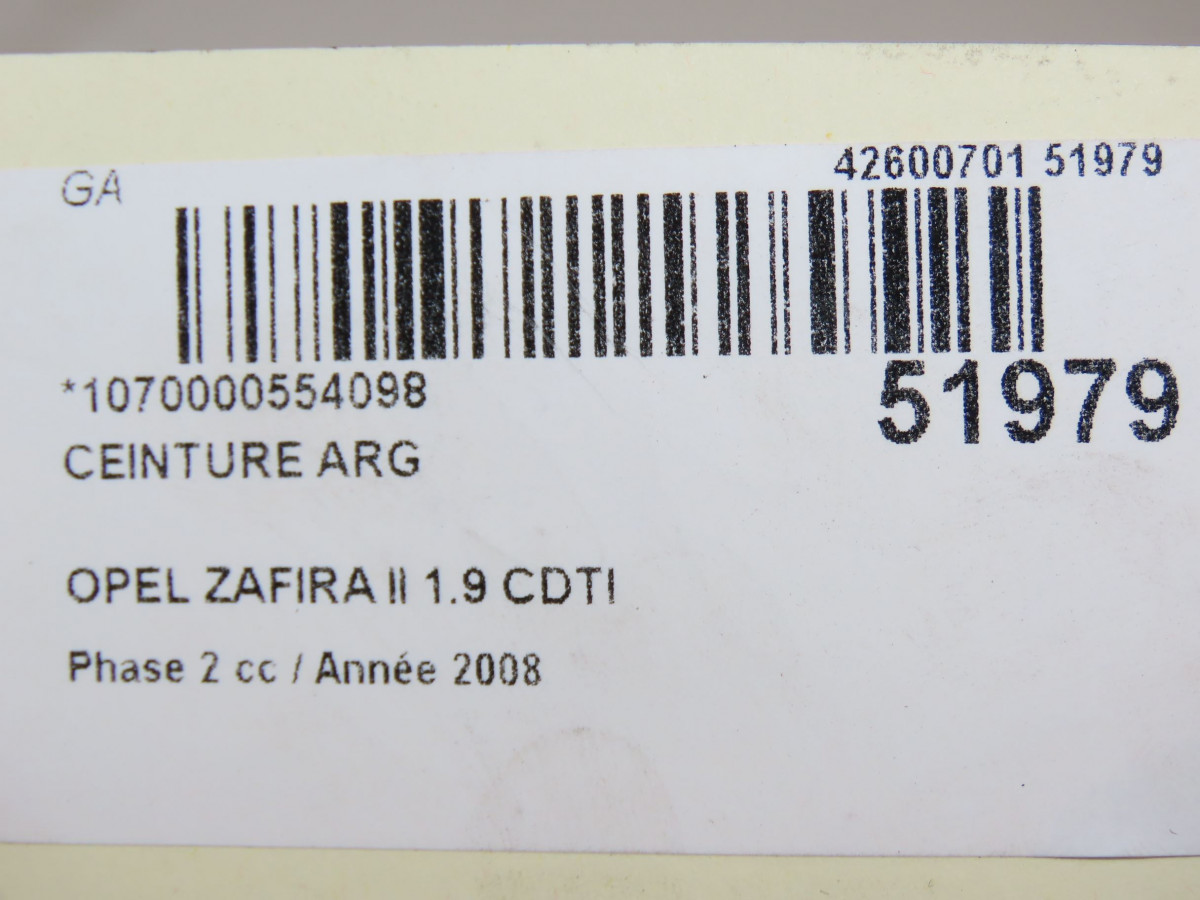 GA
42600701 51979
*1070000554098
51979
CEINTURE ARG
OPEL ZAFIRA II 1.9 CDTI
Phase 2 cc / Année 2008